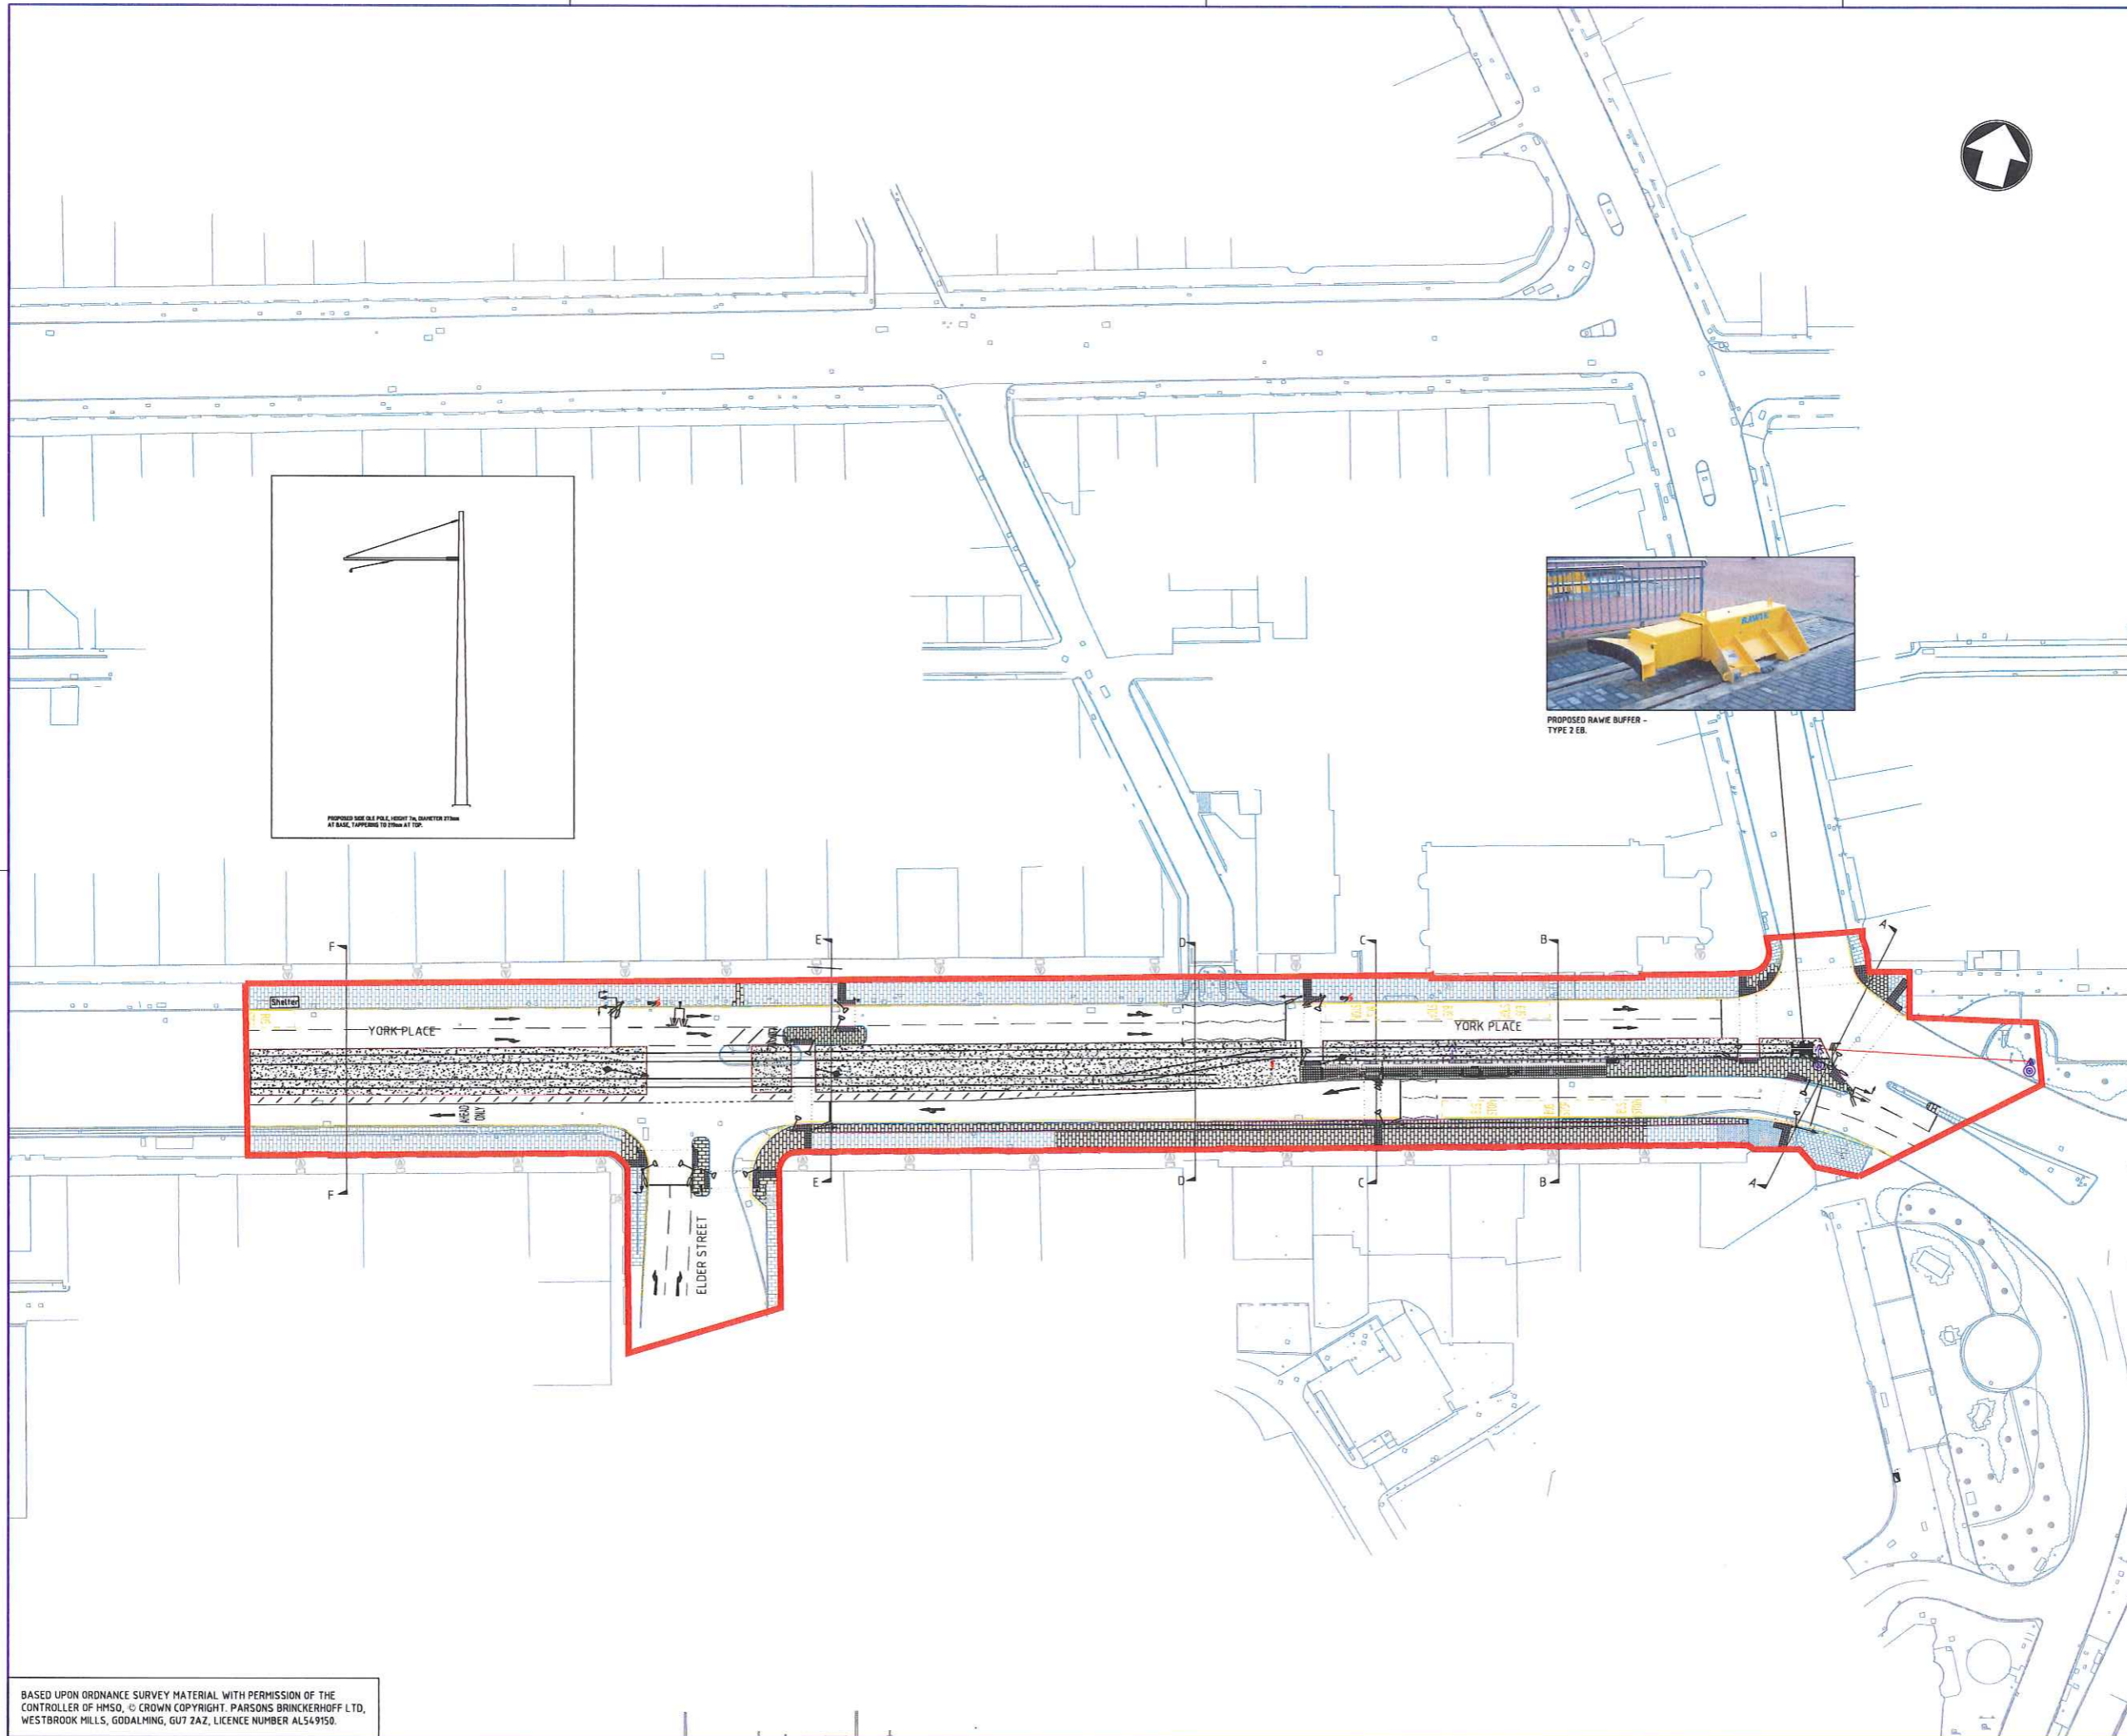 RAWIE
PROPOSED RAWIE BUFFER -
TYPE 2 EB.
PROPOSED SIDE OLE POLE, HEIGHT 7m, DIAMETER 273mm
AT BASE, TAPPERING TO 219mm AT TOP.
F
E
D
C
B
A
Shelter
YORK PLACE
YORK PLACE
AHEAD
ONLY
F
E
D
C
B
A
ELDER STREET
BASED UPON ORDNANCE SURVEY MATERIAL WITH PERMISSION OF THE
CONTROLLER OF HMSO, © CROWN COPYRIGHT. PARSONS BRINCKERHOFF LTD,
WESTBROOK MILLS, GODALMING, GU7 2AZ, LICENCE NUMBER AL549150.